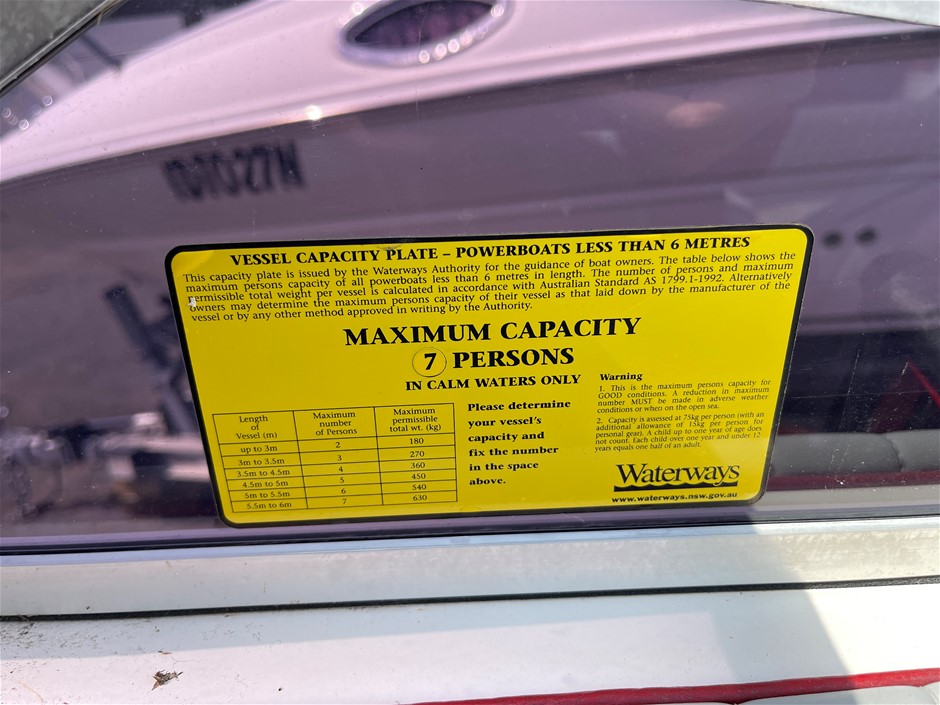 VESSEL CAPACITY PLATE – POWERBOATS LESS THAN 6 METRES
This capacity plate is issued by the Waterways Authority for the guidance of boat owners. The table below shows the
maximum persons capacity of all powerboats less than 6 metres in length. The number of persons and maximum
permissible total weight per vessel is calculated in accordance with Australian Standard AS 1799.1-1992. Alternatively
owners may determine the maximum persons capacity of their vessel as that laid down by the manufacturer of the
vessel or by any other method approved in writing by the Authority.
MAXIMUM CAPACITY
7 PERSONS
IN CALM WATERS ONLY
Length of Vessel (m) Maximum number of Persons Maximum permissible total wt. (kg)
up to 3m 2 180
3m to 3.5m 3 270
3.5m to 4.5m 4 360
4.5m to 5m 5 450
5m to 5.5m 6 540
5.5m to 6m 7 630
Please determine
your vessel's
capacity and
fix the number
in the space
above.
Warning
1. This is the maximum persons capacity for
GOOD conditions. A reduction in maximum
number MUST be made in adverse weather
conditions or when on the open sea.
2. Capacity is assessed at 75kg per person (with an
additional allowance of 15kg per person for
personal gear). A child up to one year of age does
not count. Each child over one year and under 12
years equals one half of an adult.
Waterways
www.waterways.nsw.gov.au